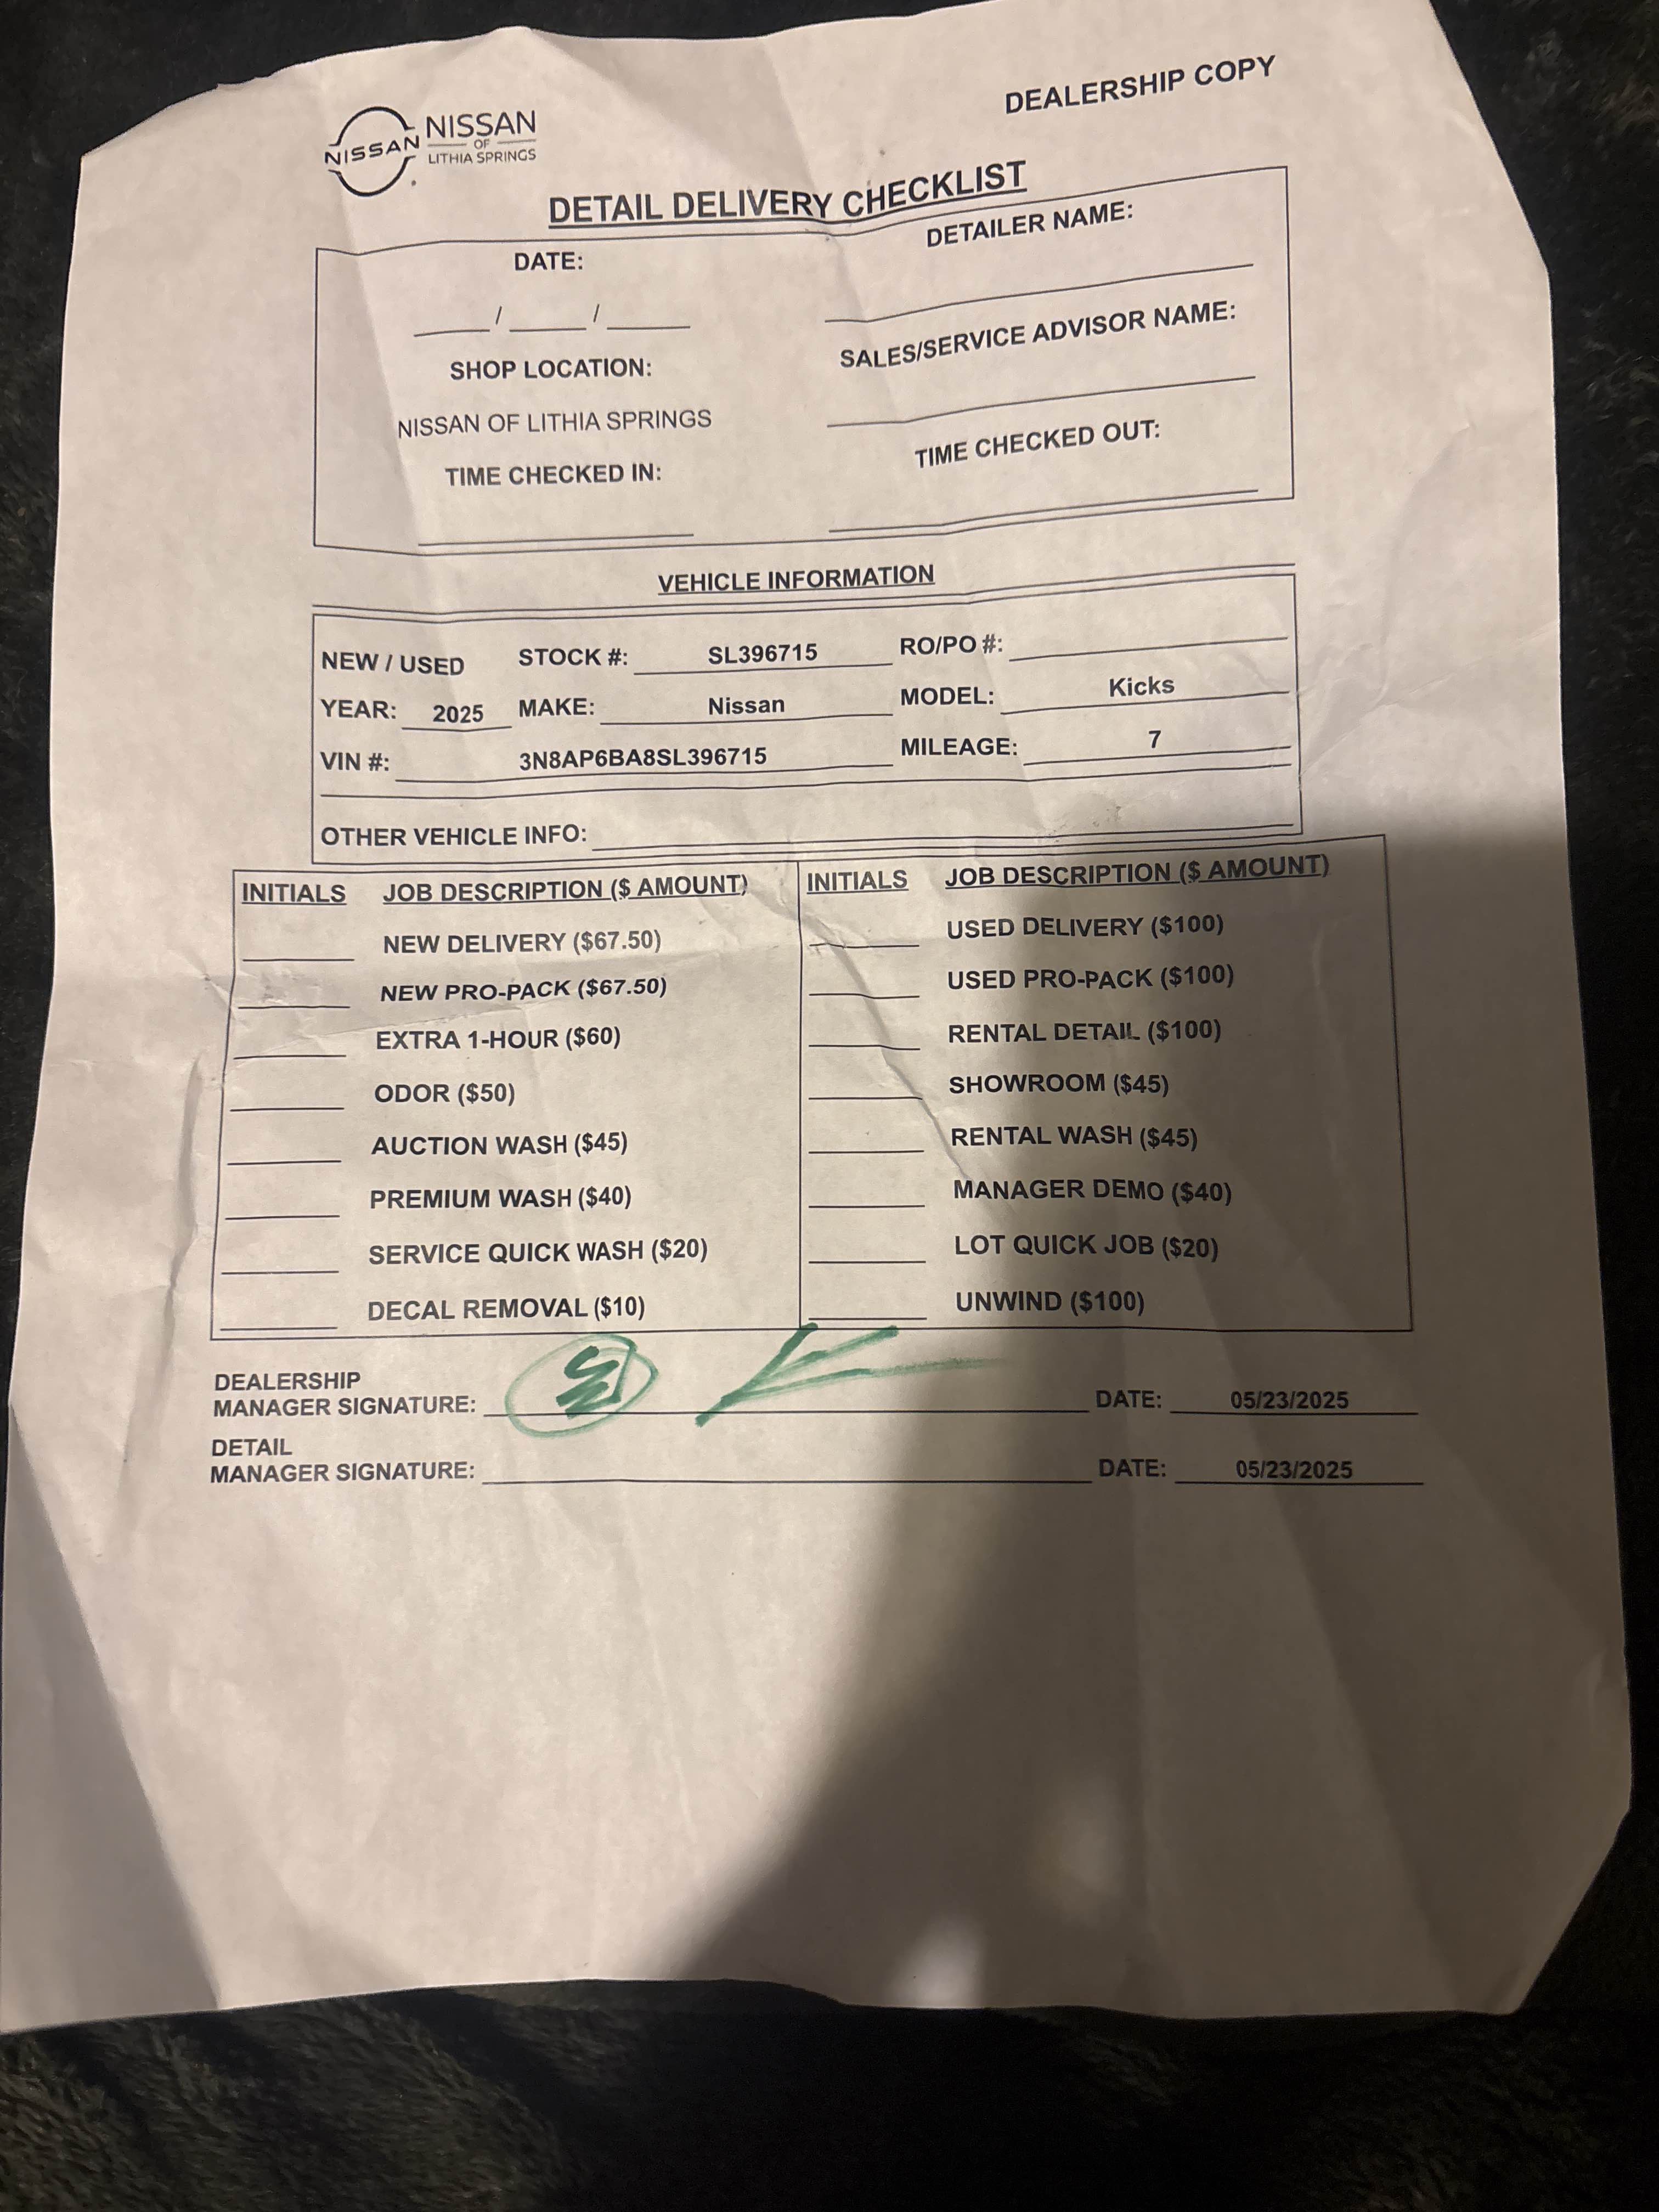 DEALERSHIP COPY
NISSAN NISSAN
OF
LITHIA SPRINGS
DETAIL DELIVERY CHECKLIST
DATE: DETAILER NAME:
____/____/____ ____
SHOP LOCATION: SALES/SERVICE ADVISOR NAME:
NISSAN OF LITHIA SPRINGS
TIME CHECKED IN: TIME CHECKED OUT:
VEHICLE INFORMATION
NEW / USED STOCK #: SL396715 RO/PO #:
YEAR: 2025 MAKE: Nissan MODEL: Kicks
VIN #: 3N8AP6BA8SL396715 MILEAGE: 7
OTHER VEHICLE INFO:
INITIALS JOB DESCRIPTION ($ AMOUNT) INITIALS JOB DESCRIPTION ($ AMOUNT)
NEW DELIVERY ($67.50) USED DELIVERY ($100)
NEW PRO-PACK ($67.50) USED PRO-PACK ($100)
EXTRA 1-HOUR ($60) RENTAL DETAIL ($100)
ODOR ($50) SHOWROOM ($45)
AUCTION WASH ($45) RENTAL WASH ($45)
PREMIUM WASH ($40) MANAGER DEMO ($40)
SERVICE QUICK WASH ($20) LOT QUICK JOB ($20)
DECAL REMOVAL ($10) UNWIND ($100)
DEALERSHIP
MANAGER SIGNATURE: DATE: 05/23/2025
DETAIL
MANAGER SIGNATURE: DATE: 05/23/2025